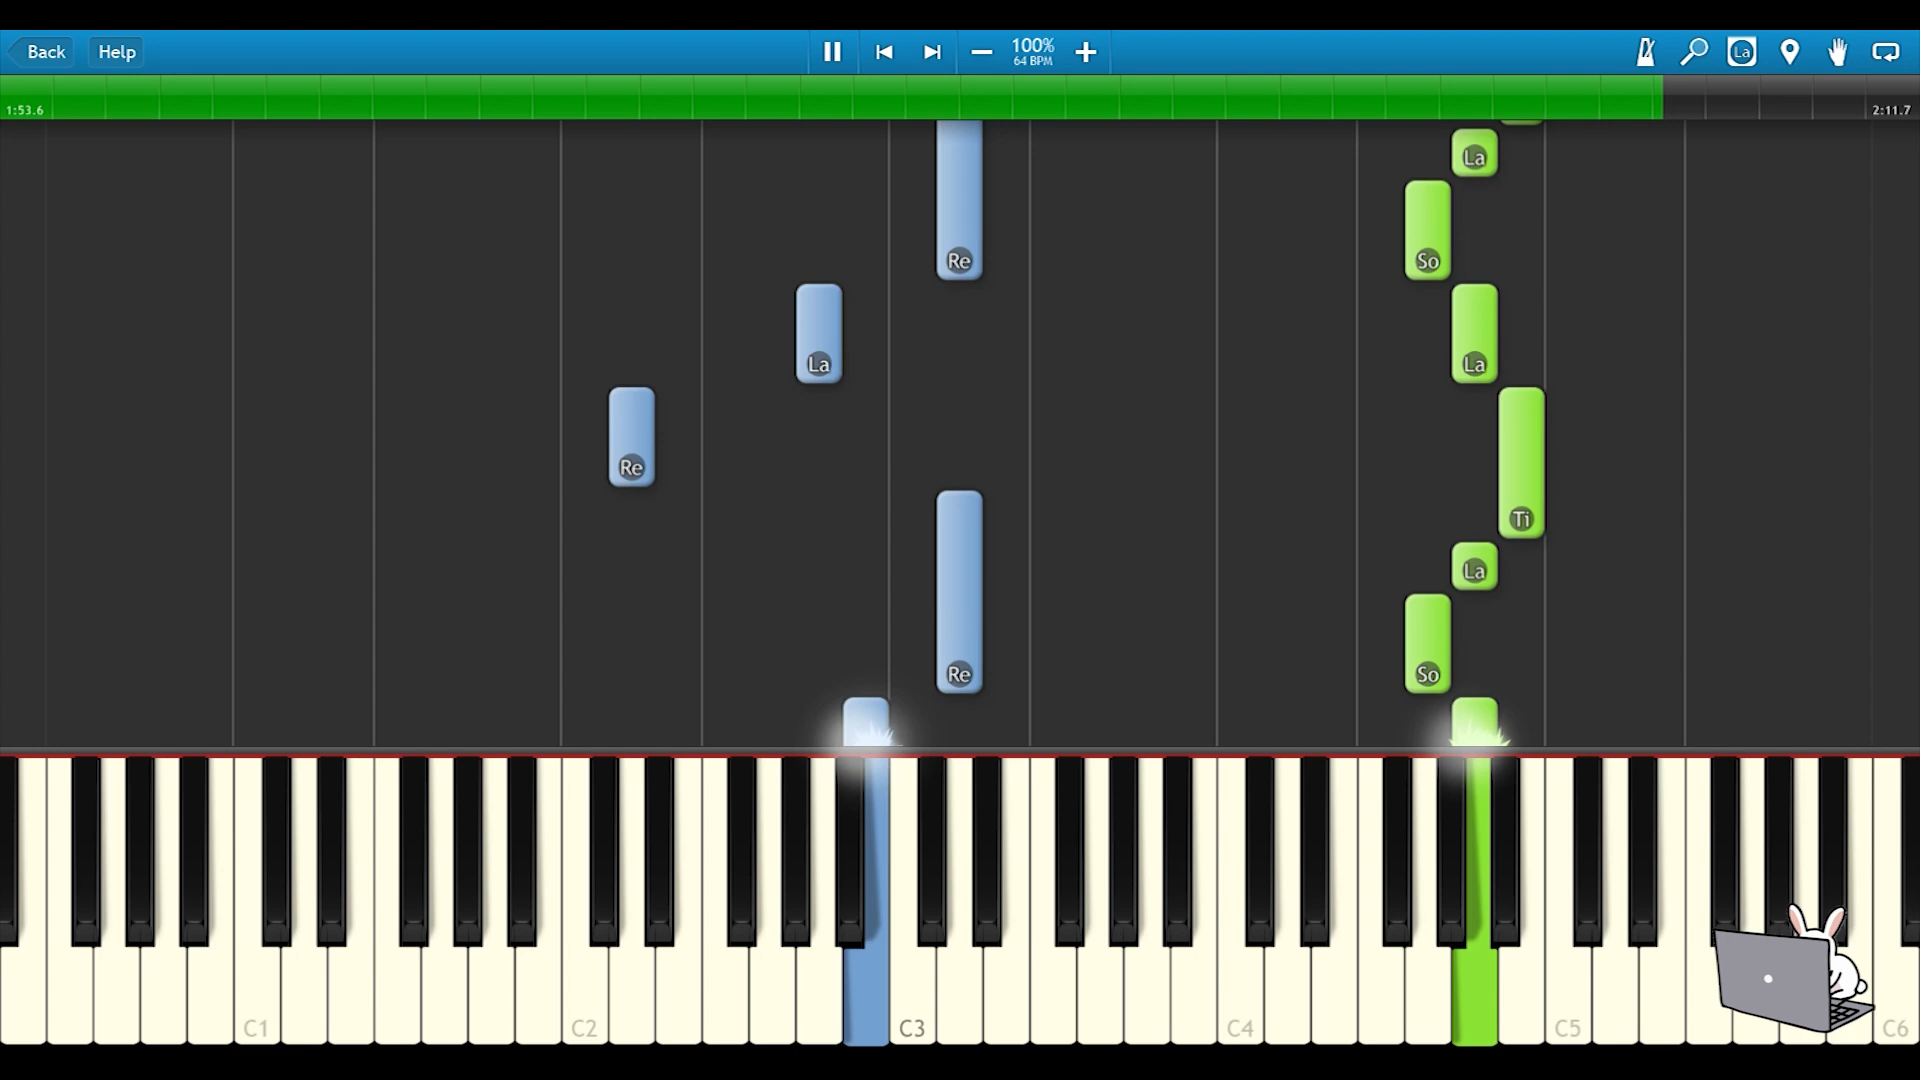 Back Help 100% La
64 BPM
1:53.6 2:11.7
La
Re So
La La
Re
Ti
La
Re So
C1 C2 C3 C4 C5 C6